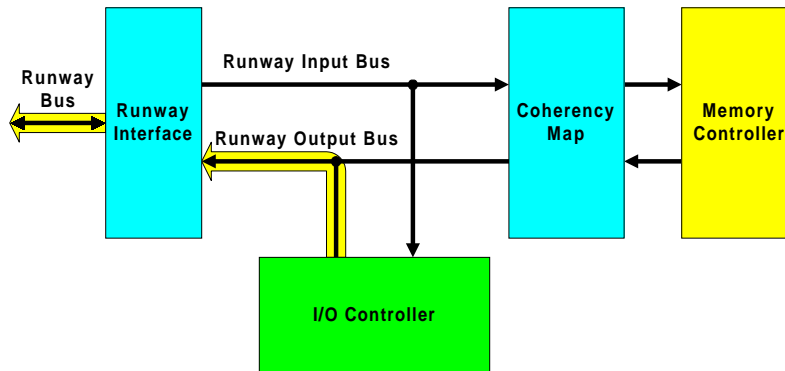 Runway Input Bus
Runway
Bus
Runway
Interface
Runway Output Bus
Coherency
Map
Memory
Controller
I/O Controller